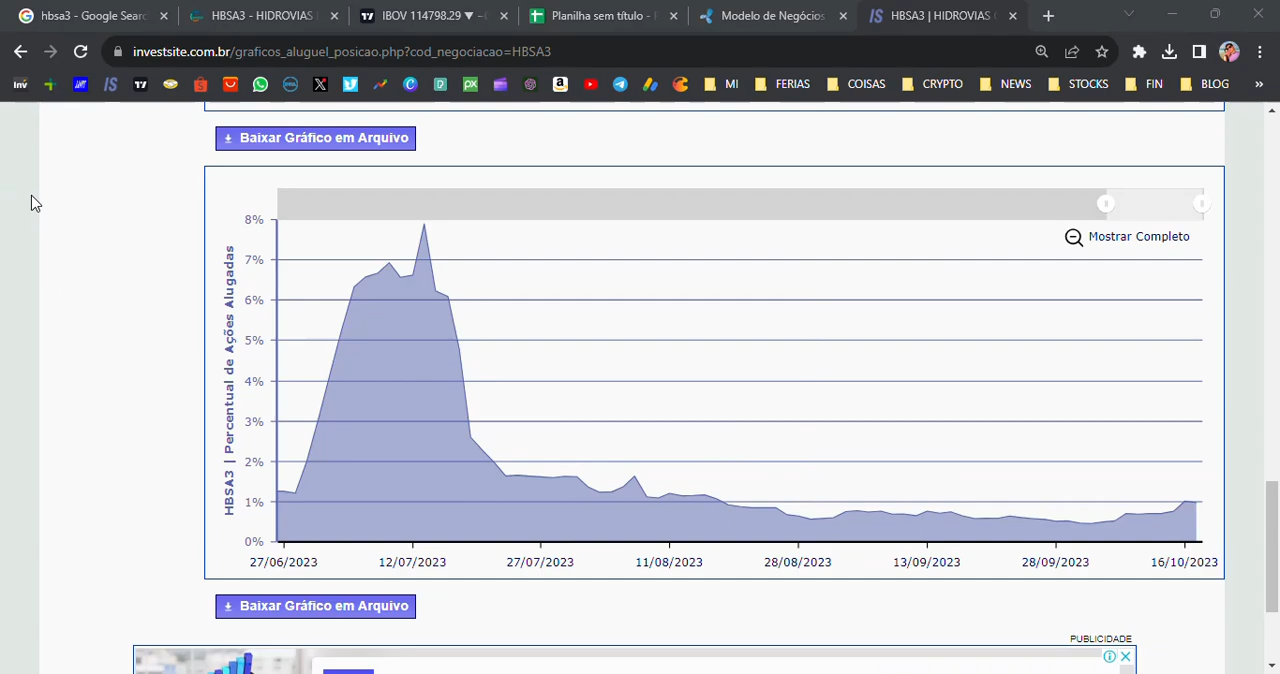 hbsa3 - Google Searc
HBSA3 - HIDROVIAS
IBOV 114798.29 ▼ −
Planilha sem título - P
Modelo de Negócios
HBSA3 | HIDROVIAS
investsite.com.br/graficos_aluguel_posicao.php?cod_negociacao=HBSA3
Inv
MI
FERIAS
COISAS
CRYPTO
NEWS
STOCKS
FIN
BLOG
»
Baixar Gráfico em Arquivo
Mostrar Completo
HBSA3 | Percentual de Ações Alugadas
8%
7%
6%
5%
4%
3%
2%
1%
0%
27/06/2023 12/07/2023 27/07/2023 11/08/2023 28/08/2023 13/09/2023 28/09/2023 16/10/2023
Baixar Gráfico em Arquivo
PUBLICIDADE